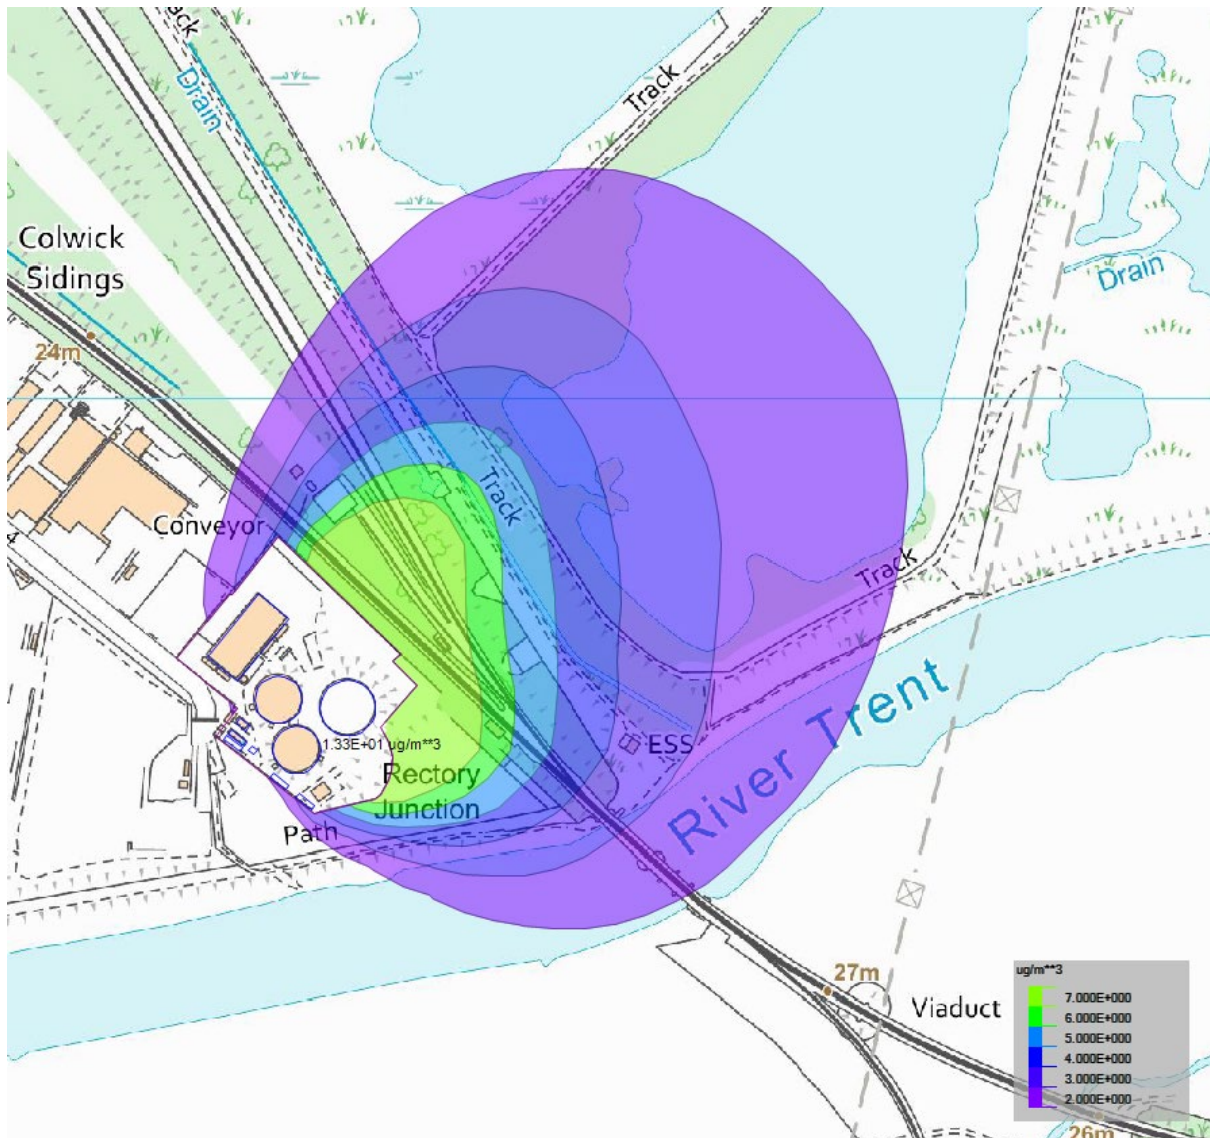 Track
Drain
Track
Colwick
Sidings
Drain
24m
Conveyor
Track
Track
River Trent
ESS
1.33E+01 ug/m**3
Rectory
Junction
Path
27m
Viaduct
ug/m**3
7.000E+000
6.000E+000
5.000E+000
4.000E+000
3.000E+000
2.000E+000
26m